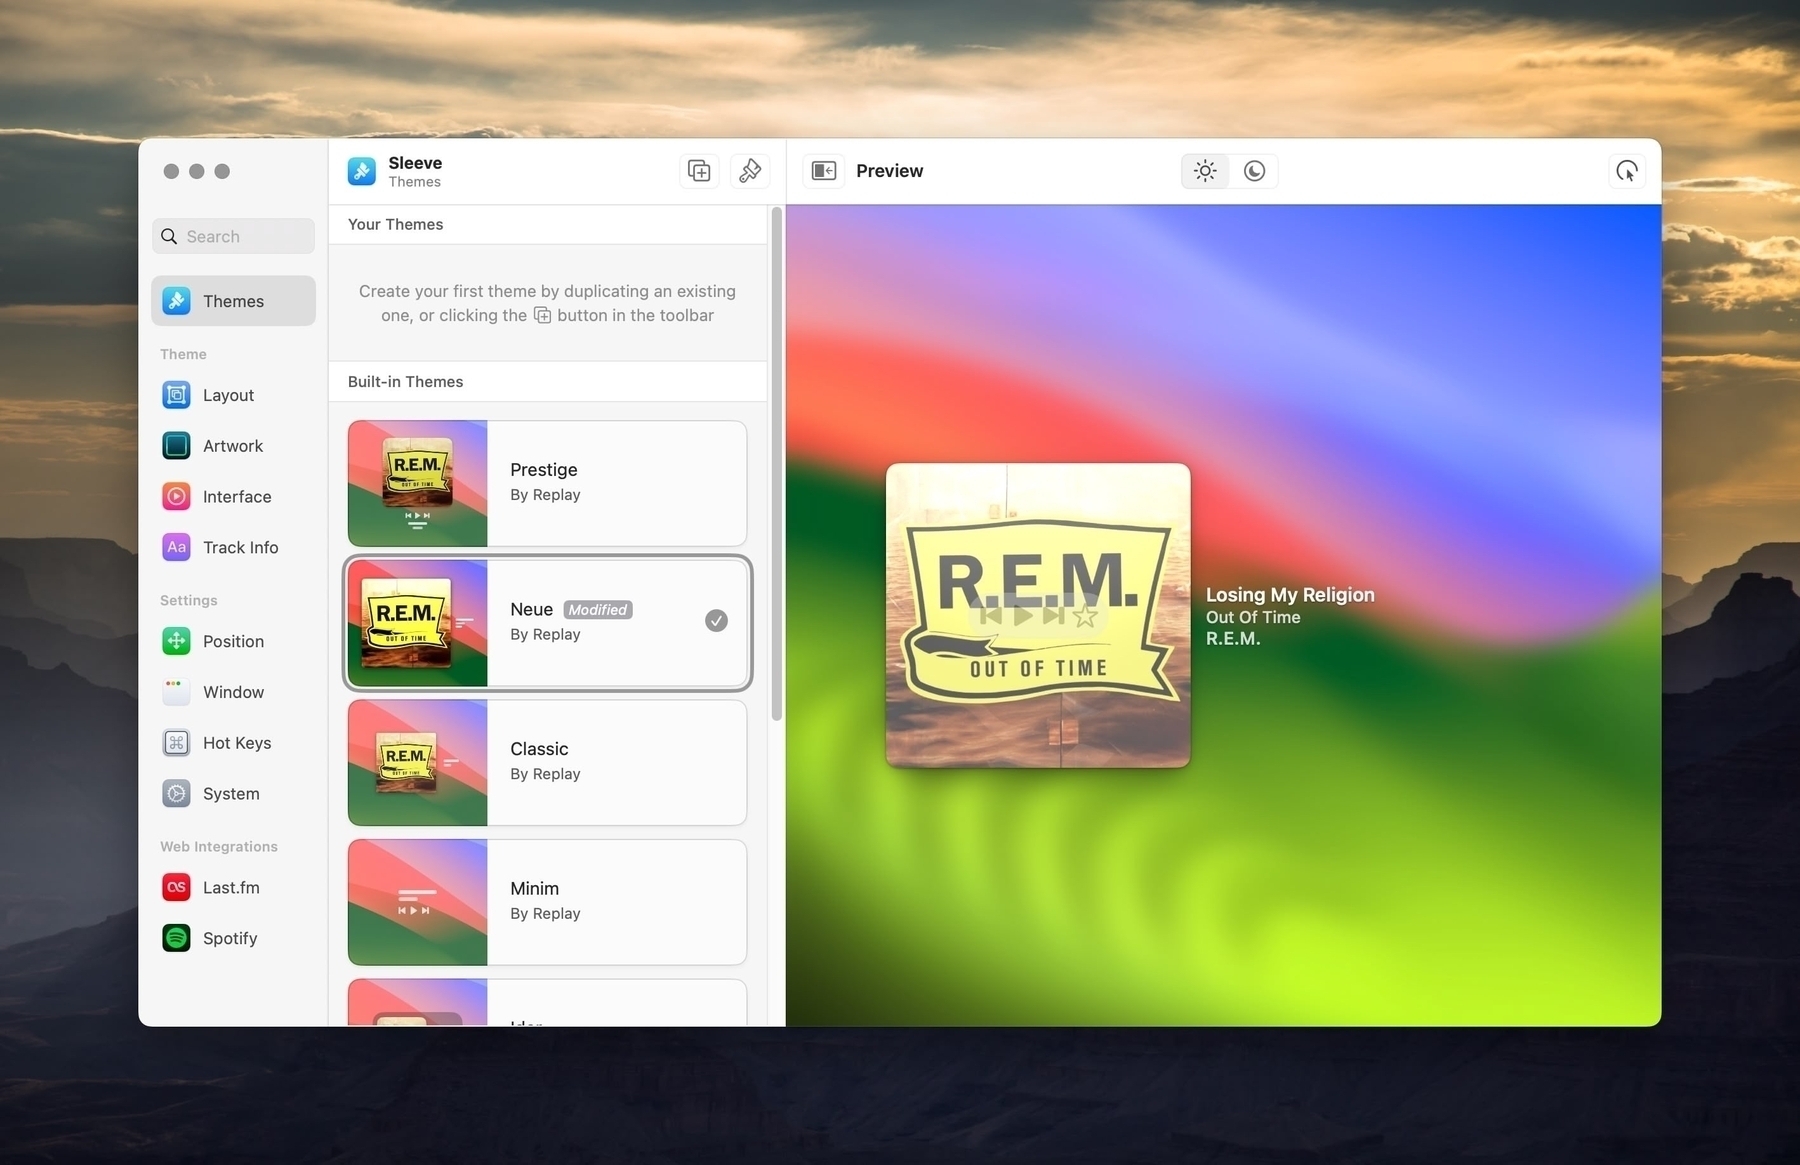 Sleeve
Themes
Search
Themes
Theme
Layout
Artwork
Interface
Aa
Track Info
Settings
Position
Window
Hot Keys
System
Web Integrations
Last.fm
Spotify
Your Themes
Create your first theme by duplicating an existing
one, or clicking the button in the toolbar
Built-in Themes
R.E.M.
OUT OF TIME
Prestige
By Replay
R.E.M.
OUT OF TIME
Neue Modified
By Replay
R.E.M.
OUT OF TIME
Classic
By Replay
Minim
By Replay
Preview
R.E.M.
OUT OF TIME
Losing My Religion
Out Of Time
R.E.M.